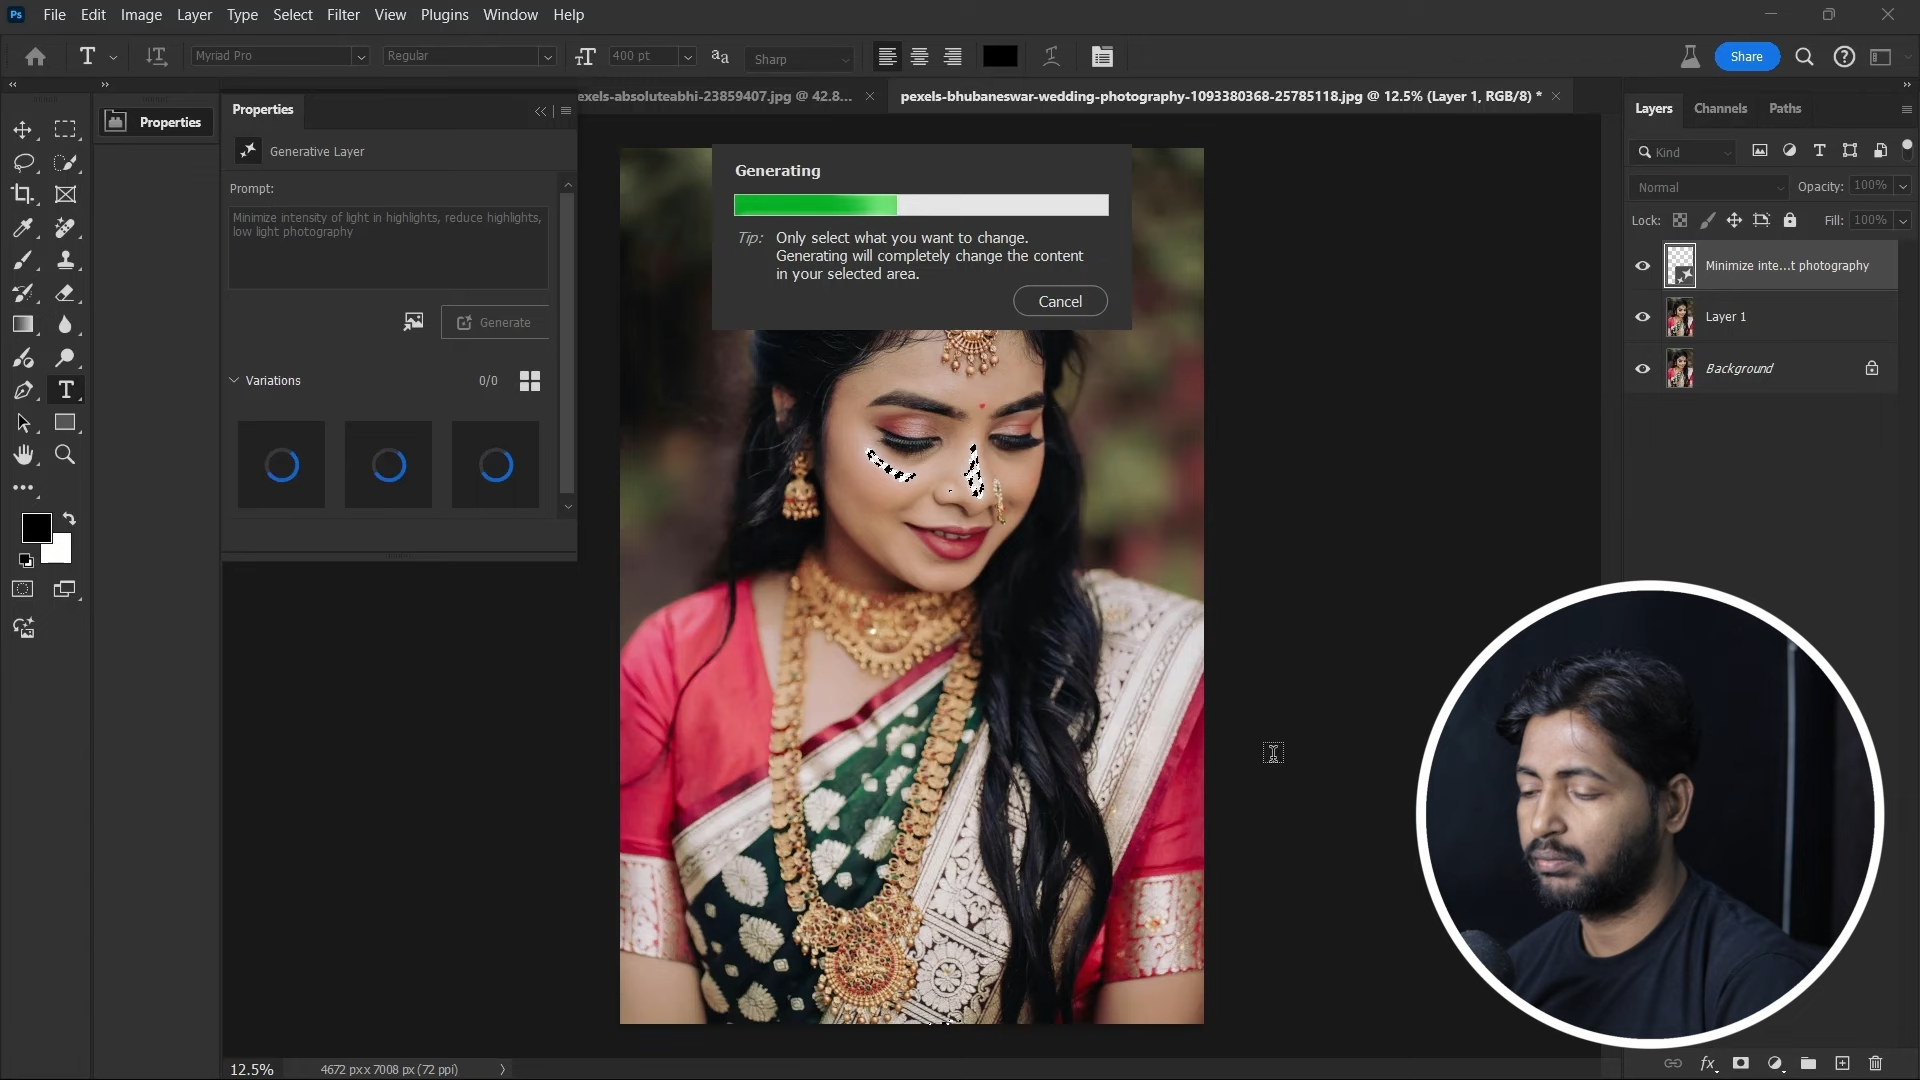 Ps File Edit Image Layer Type Select Filter View Plugins Window Help
T Myriad Pro Regular 400 pt Sharp Share
Properties
Properties
exels-absoluteabhi-23859407.jpg @ 42.8...
pexels-bhubaneswar-wedding-photography-1093380368-25785118.jpg @ 12.5% (Layer 1, RGB/8) *
Generative Layer
Prompt:
Minimize intensity of light in highlights, reduce highlights,
low light photography
Generate
Variations 0/0
Generating
Tip: Only select what you want to change.
Generating will completely change the content
in your selected area.
Cancel
Layers Channels Paths
Kind
Normal Opacity: 100%
Lock: Fill: 100%
Minimize inte...t photography
Layer 1
Background
12.5% 4672 px x 7008 px (72 ppi)
fx